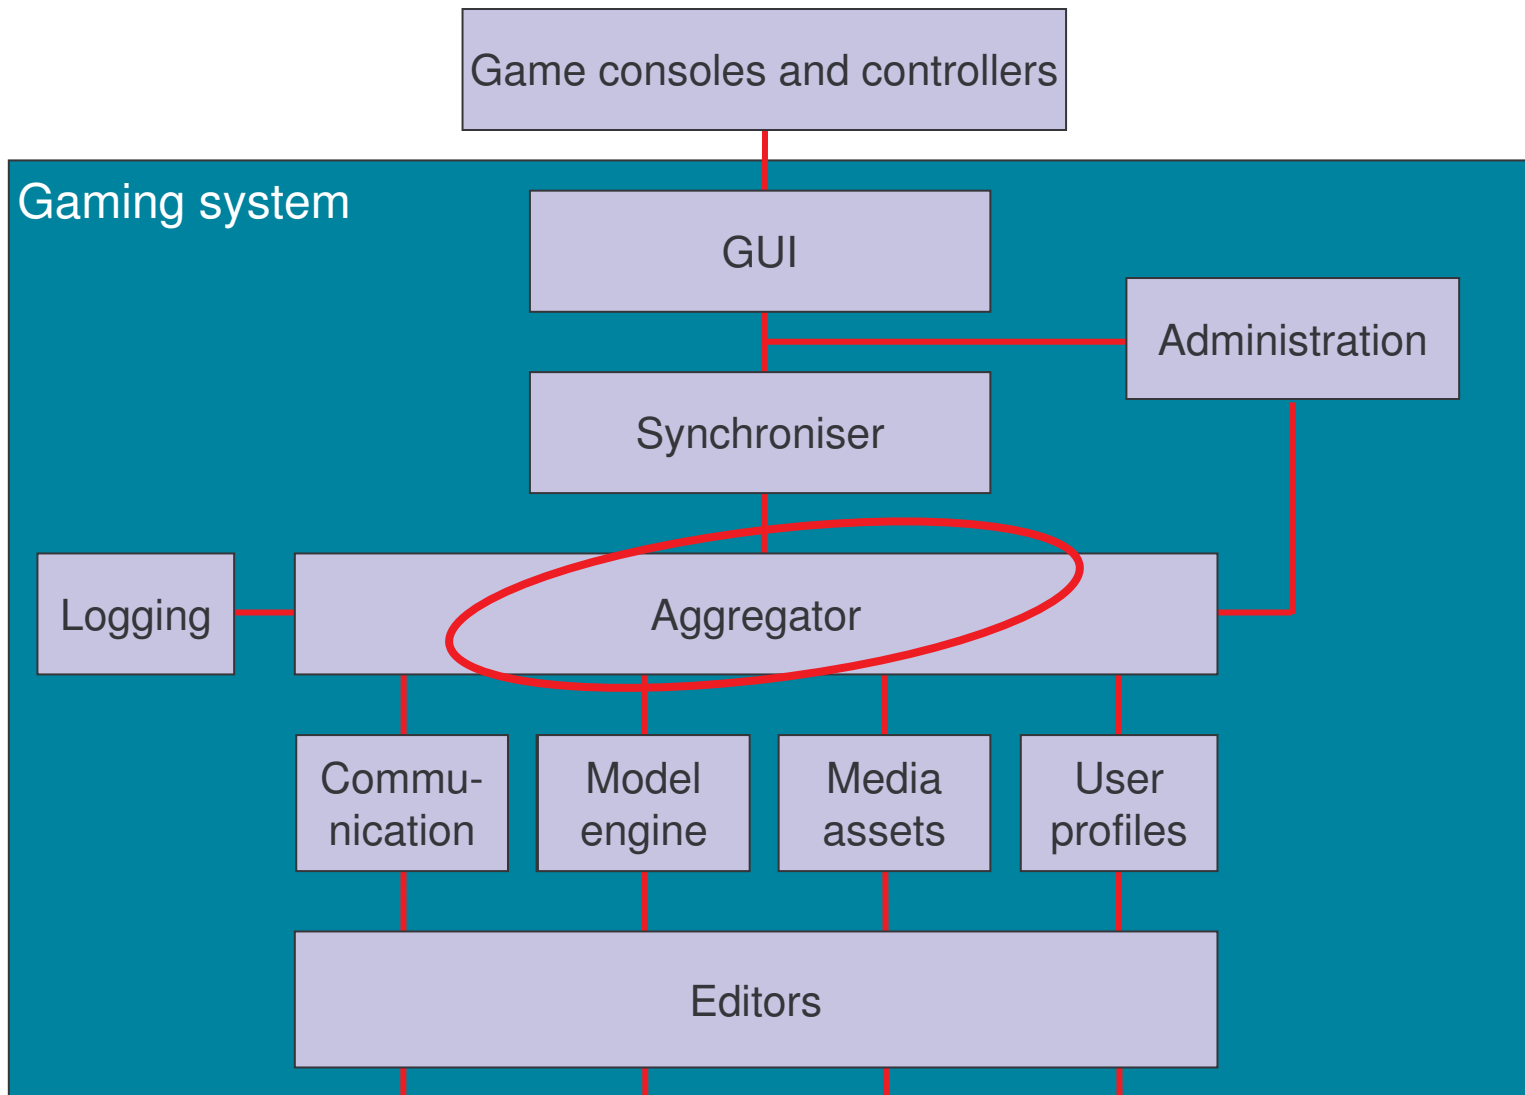 Game consoles and controllers
Gaming system
GUI
Administration
Synchroniser
Logging
Aggregator
Commu-
nication
Model
engine
Media
assets
User
profiles
Editors